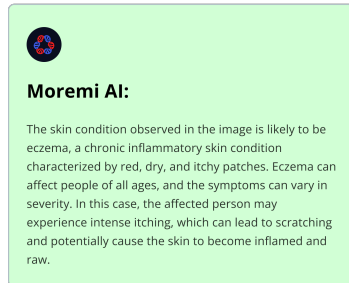 Moremi AI:
The skin condition observed in the image is likely to be
eczema, a chronic inflammatory skin condition
characterized by red, dry, and itchy patches. Eczema can
affect people of all ages, and the symptoms can vary in
severity. In this case, the affected person may
experience intense itching, which can lead to scratching
and potentially cause the skin to become inflamed and
raw.